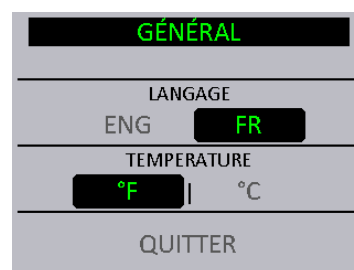 GÉNÉRAL
LANGAGE
ENG FR
TEMPERATURE
°F °C
QUITTER